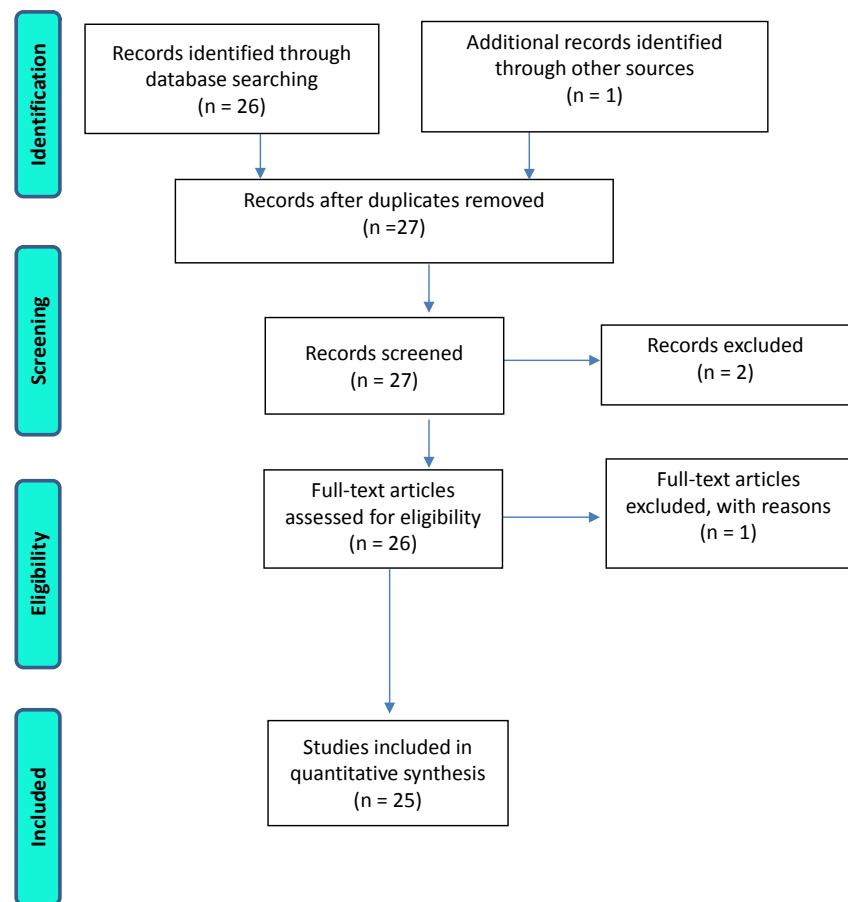 Identification
Records identified through
database searching
(n = 26)
Additional records identified
through other sources
(n = 1)
Records after duplicates removed
(n =27)
Screening
Records screened
(n = 27)
Records excluded
(n = 2)
Eligibility
Full-text articles
assessed for eligibility
(n = 26)
Full-text articles
excluded, with reasons
(n = 1)
Included
Studies included in
quantitative synthesis
(n = 25)